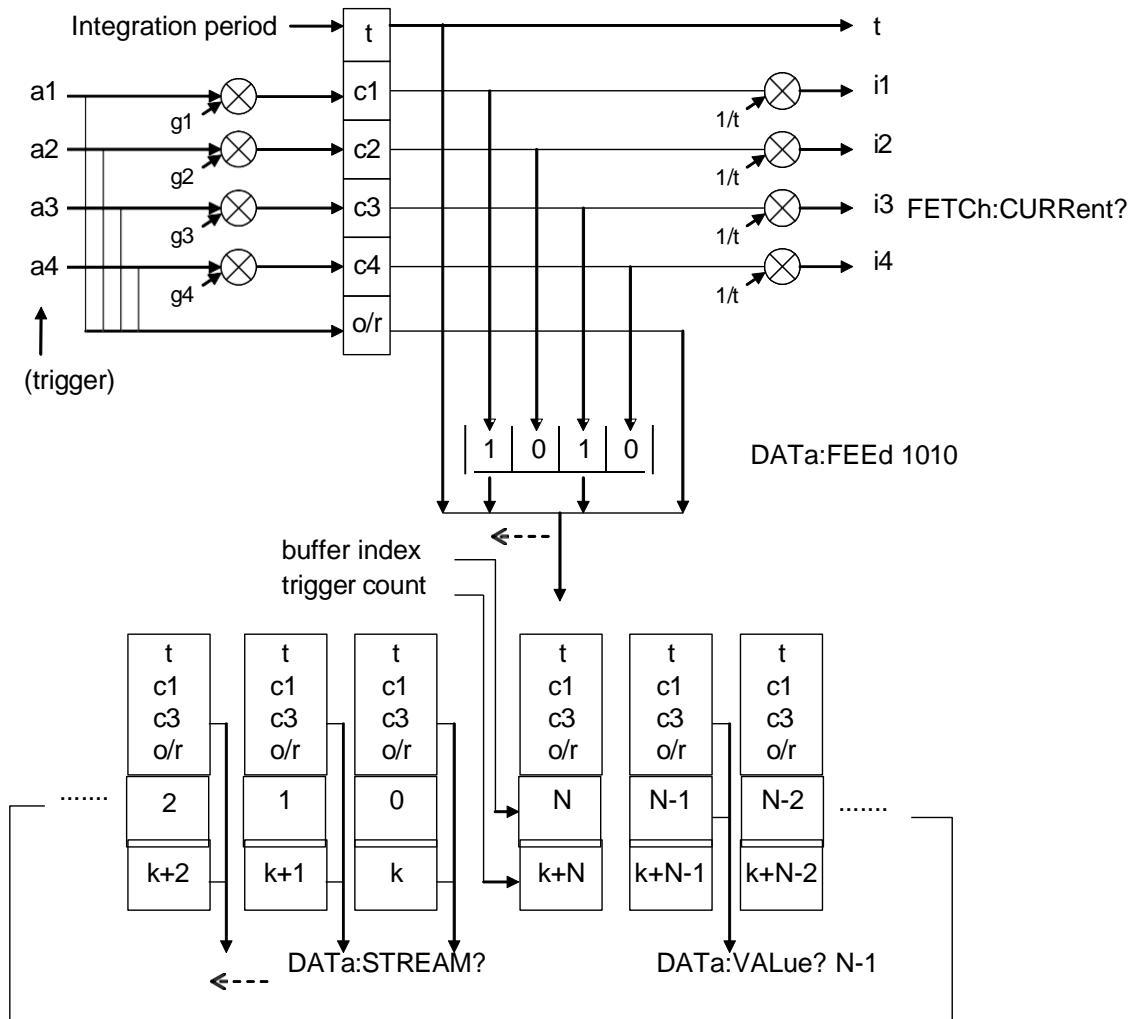 Integration period t t
a1 g1 c1 1/t i1
a2 g2 c2 1/t i2
a3 g3 c3 1/t i3 FETCh:CURRent?
a4 g4 c4 1/t i4
o/r
(trigger)
1 0 1 0 DATa:FEEd 1010
buffer index
trigger count
t t t t t t
c1 c1 c1 c1 c1 c1
c3 c3 c3 c3 c3 c3
o/r o/r o/r o/r o/r o/r
....... 2 1 0 N N-1 N-2 .......
k+2 k+1 k k+N k+N-1 k+N-2
DATa:STREAM? DATa:VALue? N-1